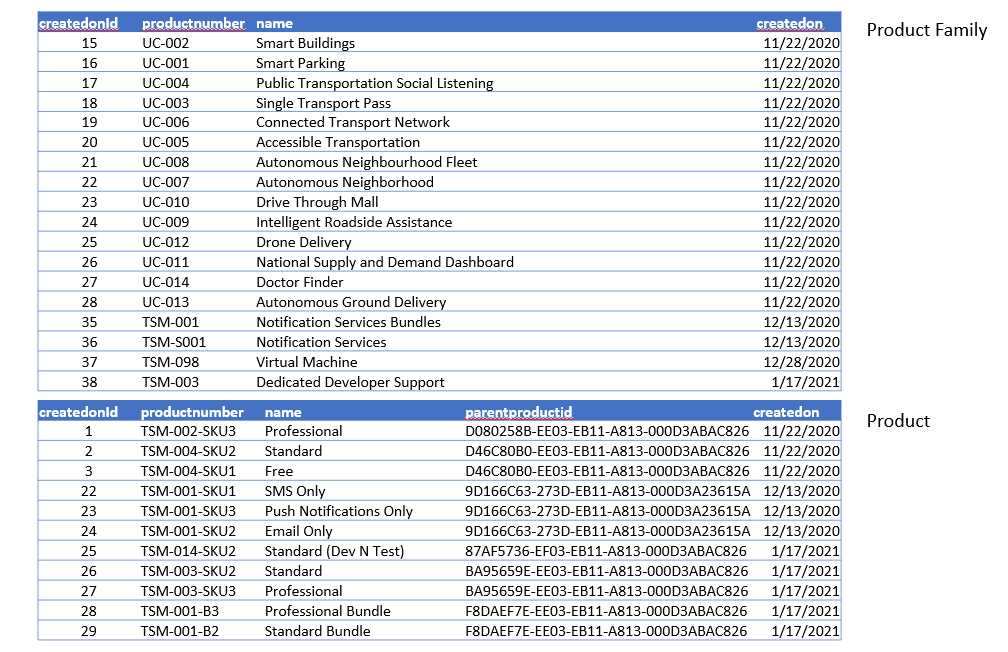 createdonId productnumber name createdon
Product Family
15 UC-002 Smart Buildings 11/22/2020
16 UC-001 Smart Parking 11/22/2020
17 UC-004 Public Transportation Social Listening 11/22/2020
18 UC-003 Single Transport Pass 11/22/2020
19 UC-006 Connected Transport Network 11/22/2020
20 UC-005 Accessible Transportation 11/22/2020
21 UC-008 Autonomous Neighbourhood Fleet 11/22/2020
22 UC-007 Autonomous Neighborhood 11/22/2020
23 UC-010 Drive Through Mall 11/22/2020
24 UC-009 Intelligent Roadside Assistance 11/22/2020
25 UC-012 Drone Delivery 11/22/2020
26 UC-011 National Supply and Demand Dashboard 11/22/2020
27 UC-014 Doctor Finder 11/22/2020
28 UC-013 Autonomous Ground Delivery 11/22/2020
35 TSM-001 Notification Services Bundles 12/13/2020
36 TSM-S001 Notification Services 12/13/2020
37 TSM-098 Virtual Machine 12/28/2020
38 TSM-003 Dedicated Developer Support 1/17/2021
createdonId productnumber name parentproductid createdon
Product
1 TSM-002-SKU3 Professional D080258B-EE03-EB11-A813-000D3ABAC826 11/22/2020
2 TSM-004-SKU2 Standard D46C80B0-EE03-EB11-A813-000D3ABAC826 11/22/2020
3 TSM-004-SKU1 Free D46C80B0-EE03-EB11-A813-000D3ABAC826 11/22/2020
22 TSM-001-SKU1 SMS Only 9D166C63-273D-EB11-A813-000D3A23615A 12/13/2020
23 TSM-001-SKU3 Push Notifications Only 9D166C63-273D-EB11-A813-000D3A23615A 12/13/2020
24 TSM-001-SKU2 Email Only 9D166C63-273D-EB11-A813-000D3A23615A 12/13/2020
25 TSM-014-SKU2 Standard (Dev N Test) 87AF5736-EF03-EB11-A813-000D3ABAC826 1/17/2021
26 TSM-003-SKU2 Standard BA95659E-EE03-EB11-A813-000D3ABAC826 1/17/2021
27 TSM-003-SKU3 Professional BA95659E-EE03-EB11-A813-000D3ABAC826 1/17/2021
28 TSM-001-B3 Professional Bundle F8DAEF7E-EE03-EB11-A813-000D3ABAC826 1/17/2021
29 TSM-001-B2 Standard Bundle F8DAEF7E-EE03-EB11-A813-000D3ABAC826 1/17/2021